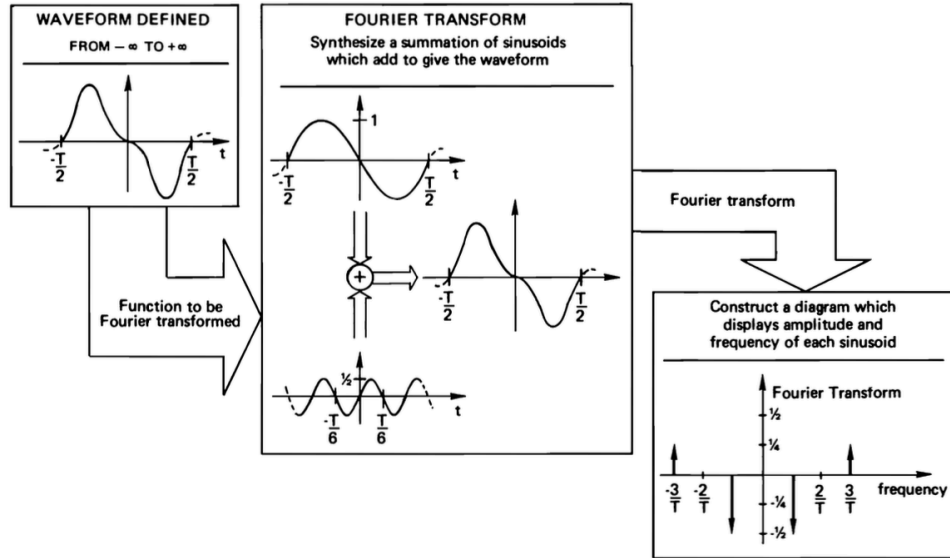 WAVEFORM DEFINED
FROM − ∞ TO +∞
-T/2
T/2
t
Function to be
Fourier transformed
FOURIER TRANSFORM
Synthesize a summation of sinusoids
which add to give the waveform
1
-T/2
T/2
t
+
-T/2
T/2
t
½
-T/6
T/6
t
Fourier transform
Construct a diagram which
displays amplitude and
frequency of each sinusoid
Fourier Transform
½
¼
-3/T
-2/T
2/T
3/T
frequency
-¼
-½